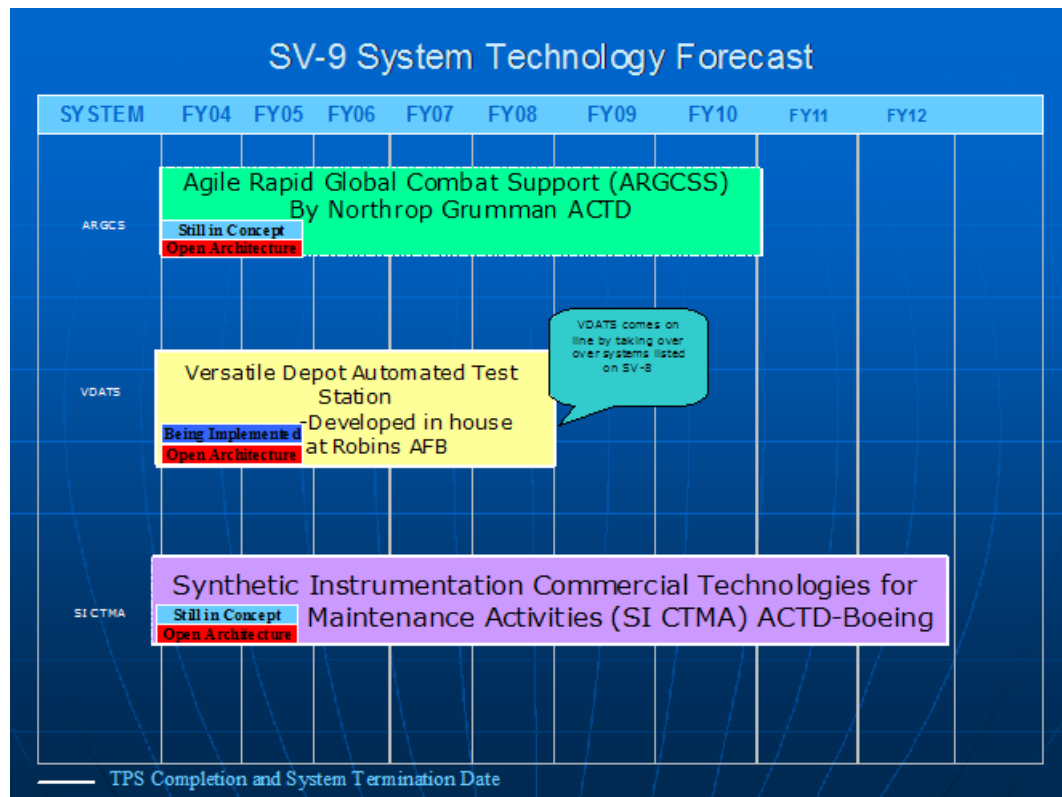 SV-9 System Technology Forecast
SYSTEM FY04 FY05 FY06 FY07 FY08 FY09 FY10 FY11 FY12
ARGCS
Agile Rapid Global Combat Support (ARGCSS)
By Northrop Grumman ACTD
Still in Concept
Open Architecture
VDATS comes on
line by taking over
over systems listed
on SV-8
VDATS
Versatile Depot Automated Test
Station
-Developed in house
at Robins AFB
Being Implemented
Open Architecture
SI CTMA
Synthetic Instrumentation Commercial Technologies for
Maintenance Activities (SI CTMA) ACTD-Boeing
Still in Concept
Open Architecture
TPS Completion and System Termination Date